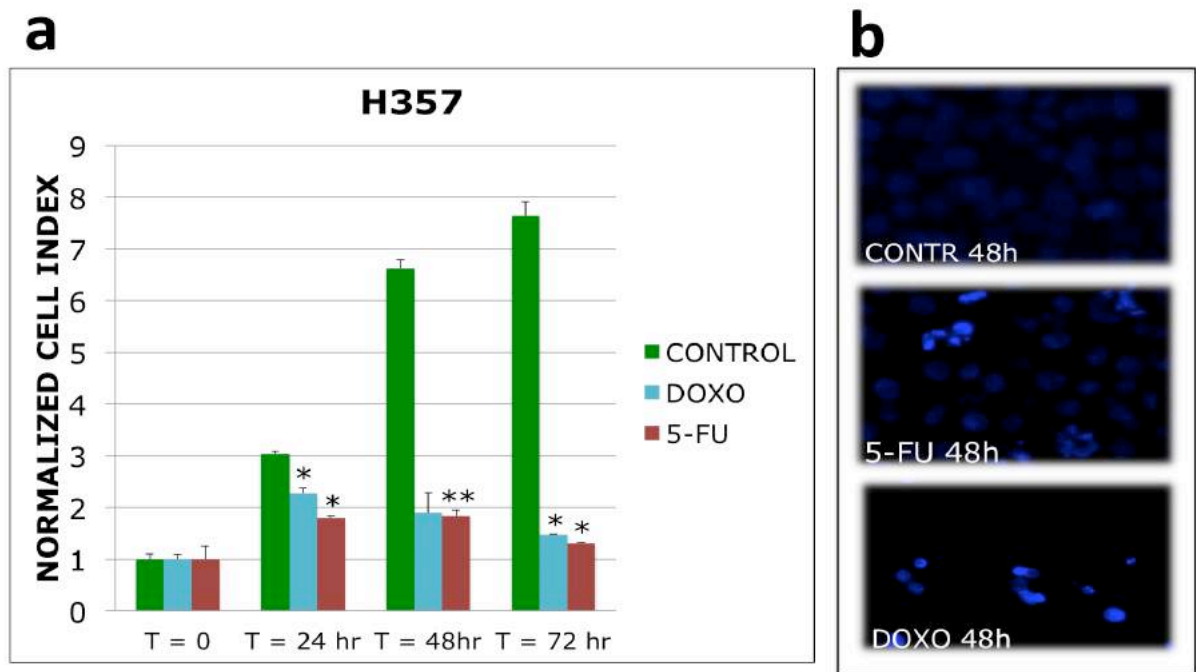 a
H357
NORMALIZED CELL INDEX
9
8
7
6
5
4
3
2
1
0
* *
**
* *
T = 0 T = 24 hr T = 48hr T = 72 hr
CONTROL
DOXO
5-FU
b
CONTR 48h
5-FU 48h
DOXO 48h